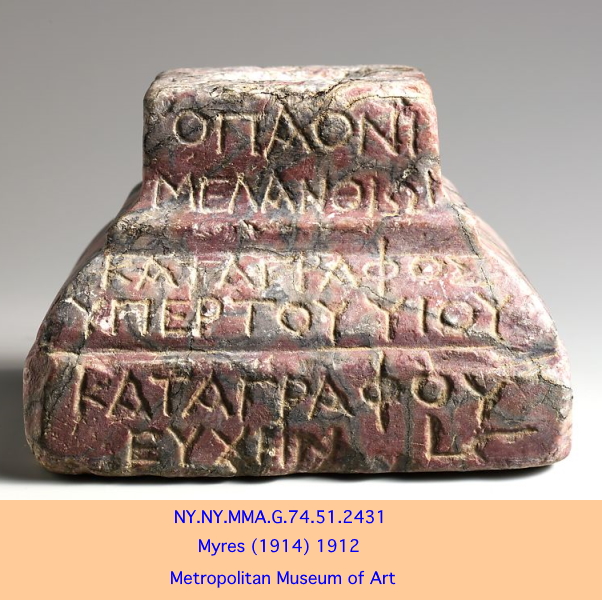 ΟΠΑΟΝΙ
ΜΕΛΑΝΘΙΩΙ
ΚΑΤΑΓΡΑΦΟΣ
ΥΠΕΡ ΤΟΥ ΥΙΟΥ
ΚΑΤΑΓΡΑΦΟΥ
ΕΥΧΗΝ
NY.NY.MMA.G.74.51.2431
Myres (1914) 1912
Metropolitan Museum of Art